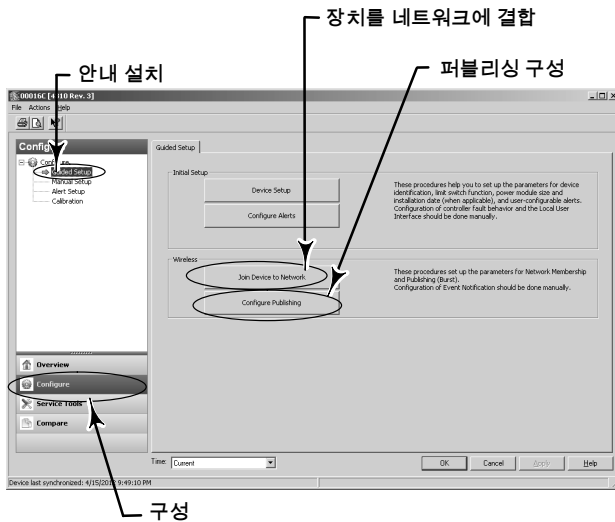 장치를 네트워크에 결합
안내 설치
퍼블리싱 구성
00016C [4310 Rev. 3]
File Actions Help
Configure
Guided Setup
Configure
Guided Setup
Manual Setup
Alert Setup
Calibration
Initial Setup
Device Setup
Configure Alerts
These procedures help you to set up the parameters for device
identification, limit switch function, power module size and
installation date (when applicable), and user-configurable alerts.
Configuration of controller fault behavior and the Local User
Interface should be done manually.
Wireless
Join Device to Network
Configure Publishing
These procedures set up the parameters for Network Membership
and Publishing (Burst).
Configuration of Event Notification should be done manually.
Overview
Configure
Service Tools
Compare
Time: Current
OK Cancel Apply Help
Device last synchronized: 4/15/2012 9:49:10 PM
구성